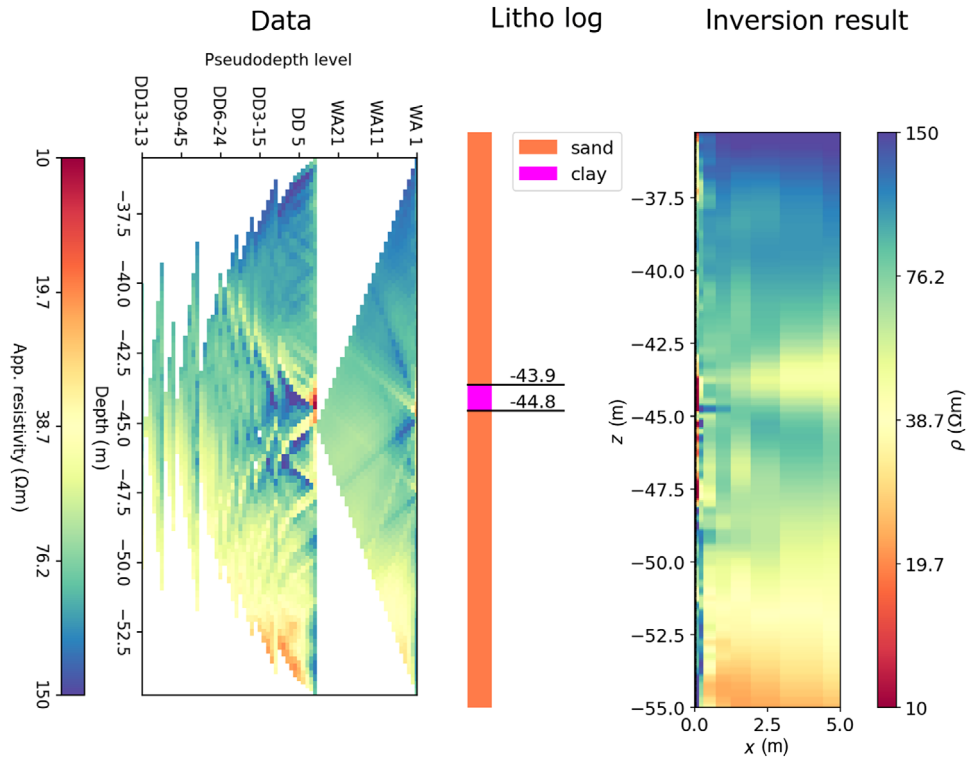 Data
Litho log
Inversion result
Pseudodepth level
DD13-13
DD9-45
DD6-24
DD3-15
DD 5
WA21
WA11
WA 1
10
19.7
38.7
76.2
150
App. resistivity (Ωm)
−37.5
−40.0
−42.5
−45.0
−47.5
−50.0
−52.5
Depth (m)
sand
clay
-43.9
-44.8
−37.5
−40.0
−42.5
−45.0
−47.5
−50.0
−52.5
−55.0
z (m)
0.0
2.5
5.0
x (m)
150
76.2
38.7
19.7
10
ρ (Ωm)